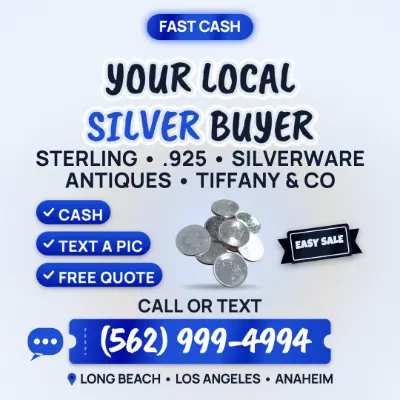 FAST CASH
YOUR LOCAL
SILVER BUYER
STERLING • .925 • SILVERWARE
ANTIQUES • TIFFANY & CO
CASH
TEXT A PIC
FREE QUOTE
EASY SALE
CALL OR TEXT
(562) 999-4994
LONG BEACH • LOS ANGELES • ANAHEIM